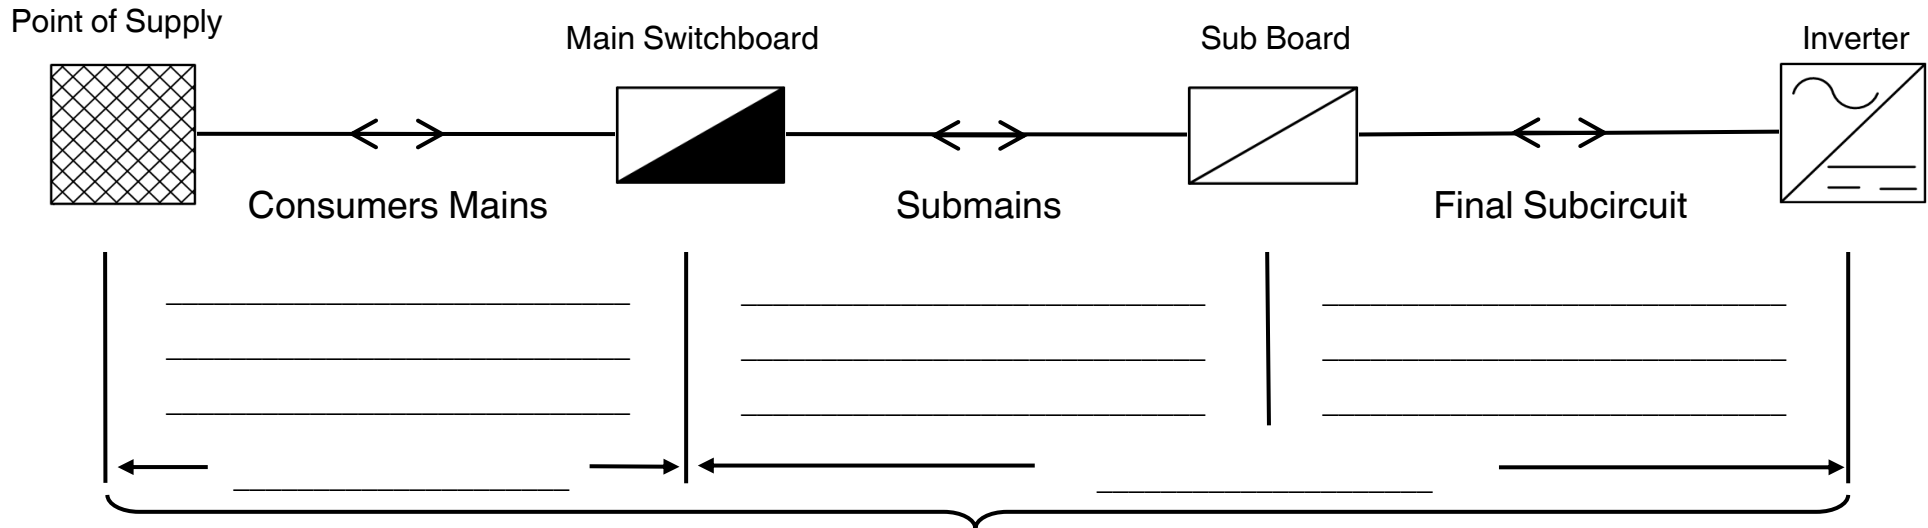 Point of Supply
Main Switchboard
Sub Board
Inverter
Consumers Mains
Submains
Final Subcircuit